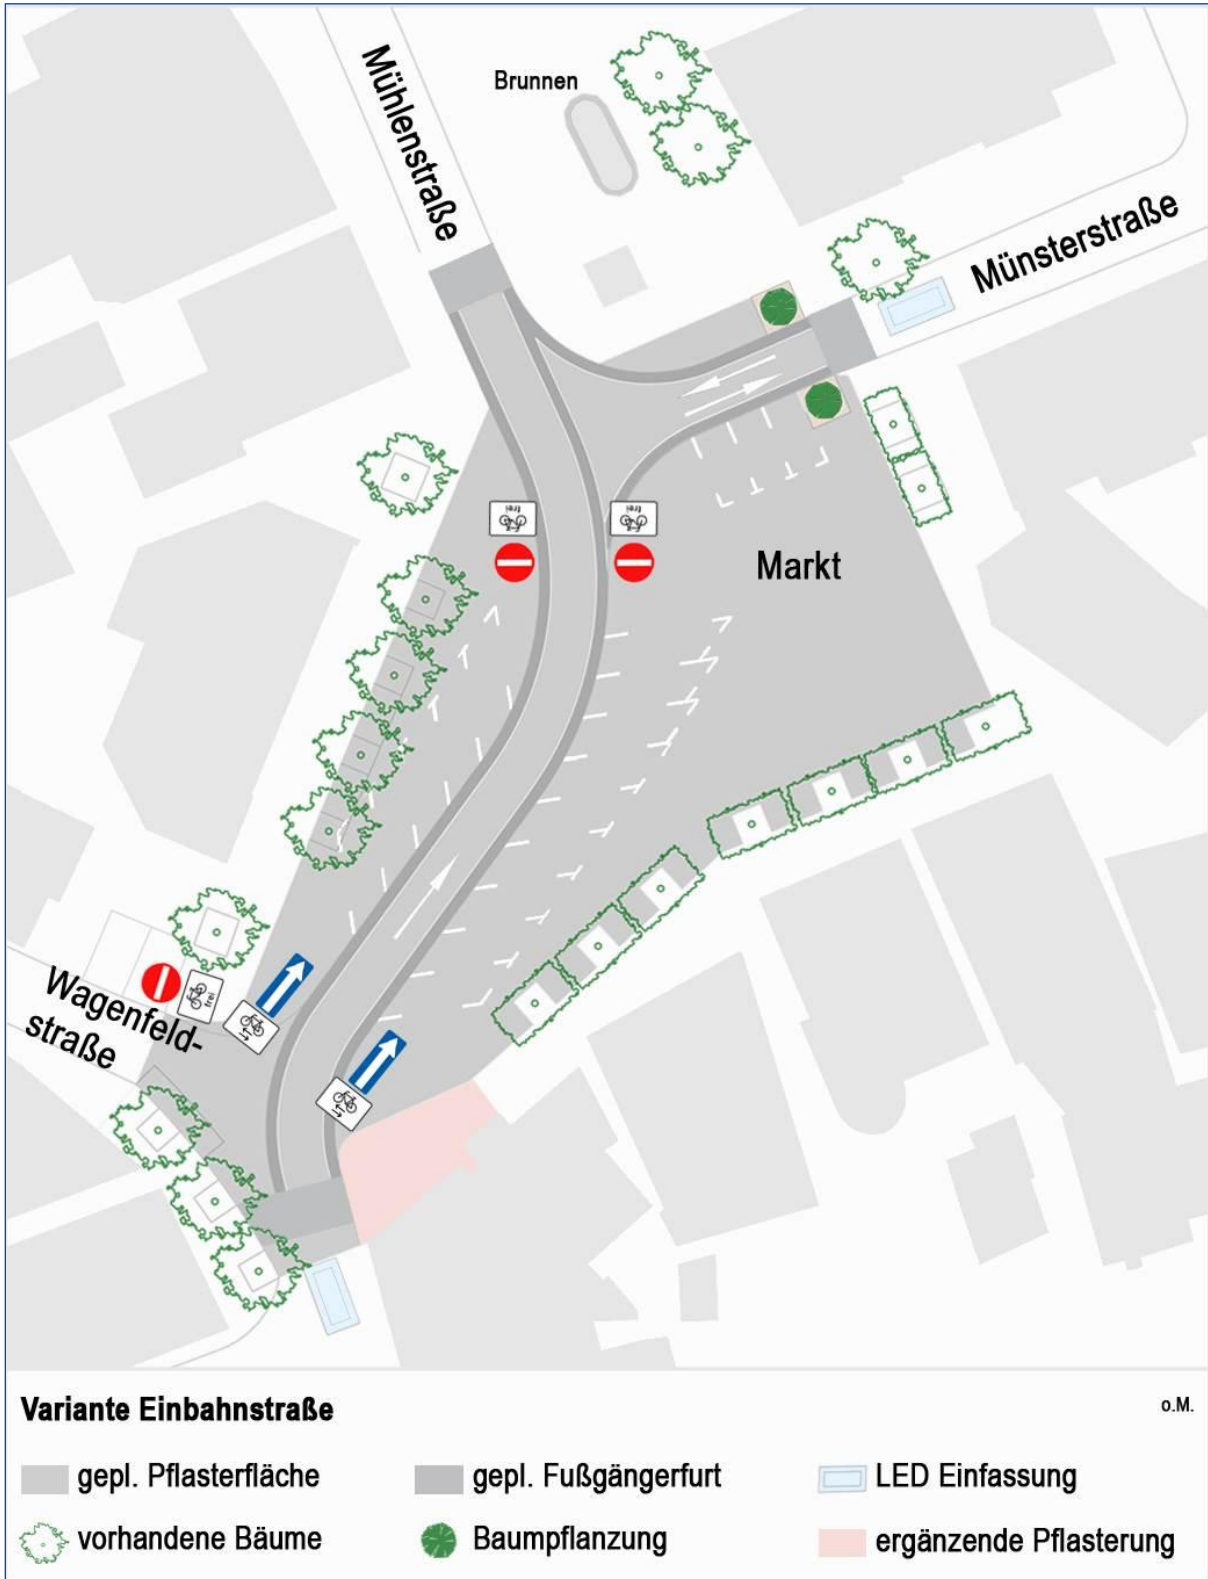 Mühlenstraße
Brunnen
Münsterstraße
frei
frei
Markt
Wagenfeld-
straße
frei
Variante Einbahnstraße
o.M.
gepl. Pflasterfläche
gepl. Fußgängerfurt
LED Einfassung
vorhandene Bäume
Baumpflanzung
ergänzende Pflasterung